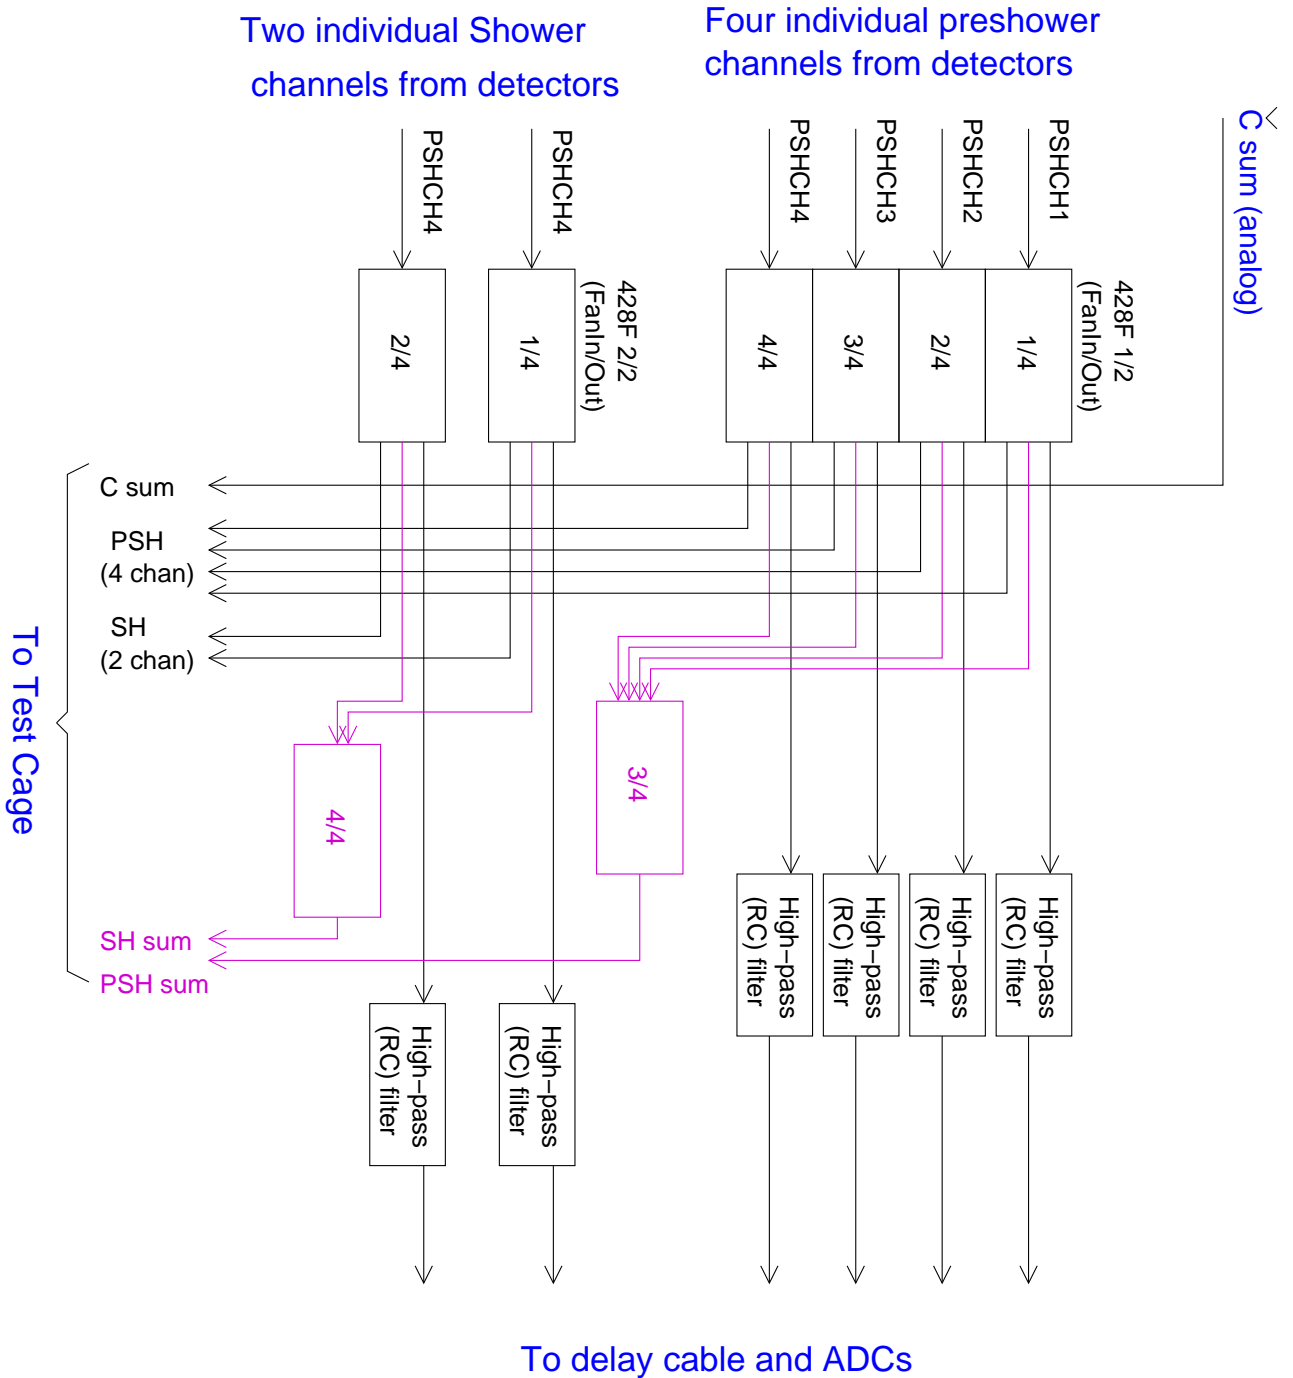 Two individual Shower
channels from detectors
Four individual preshower
channels from detectors
C sum (analog)
PSHCH4
PSHCH4
PSHCH4
PSHCH3
PSHCH2
PSHCH1
428F 2/2
(FanIn/Out)
428F 1/2
(FanIn/Out)
2/4
1/4
4/4
3/4
2/4
1/4
C sum
PSH
(4 chan)
SH
(2 chan)
To Test Cage
4/4
3/4
SH sum
PSH sum
High−pass
(RC) filter
High−pass
(RC) filter
High−pass
(RC) filter
High−pass
(RC) filter
High−pass
(RC) filter
High−pass
(RC) filter
To delay cable and ADCs